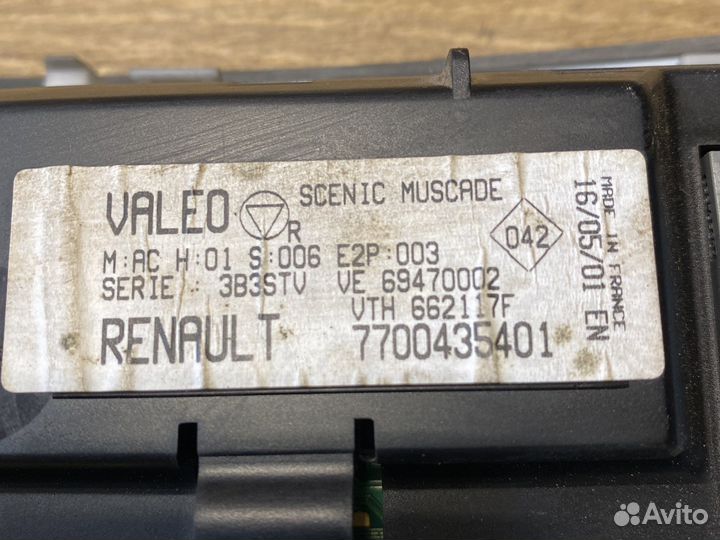 VALEO R SCENIC MUSCADE
M:AC H:01 S:006 E2P:003
SERIE : 3B3STV VE 69470002
VTH 662117F
RENAULT 7700435401
042
MADE IN FRANCE
16/05/01 EN
Avito